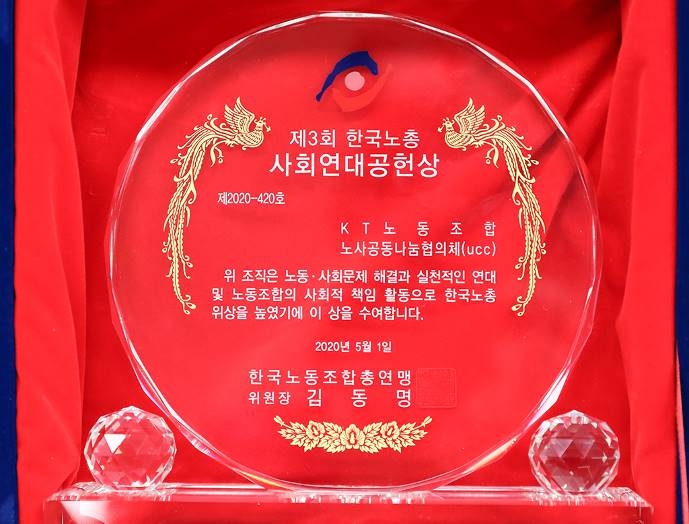 제3회 한국노총
사회연대공헌상
제2020-420호
KT노동조합
노사공동나눔협의체(ucc)
위 조직은 노동·사회문제 해결과 실천적인 연대
및 노동조합의 사회적 책임 활동으로 한국노총
위상을 높였기에 이 상을 수여합니다.
2020년 5월 1일
한국노동조합총연맹
위원장 김동명